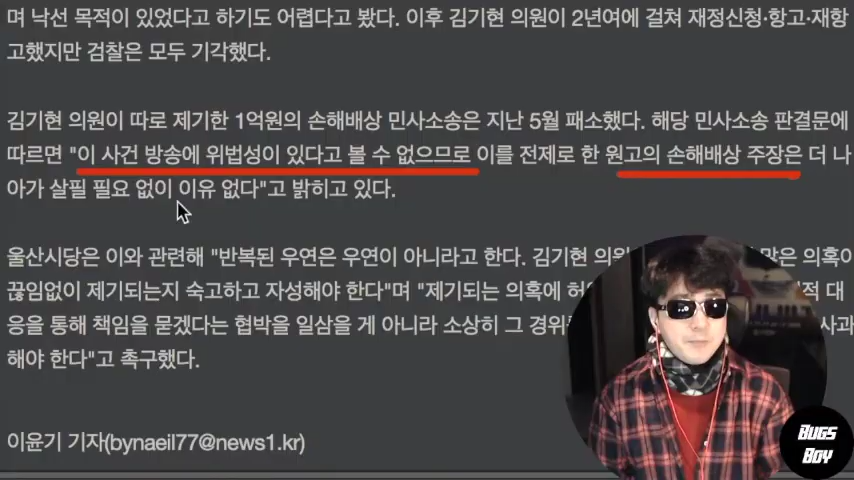 며 낙선 목적이 있었다고 하기도 어렵다고 봤다. 이후 김기현 의원이 2년여에 걸쳐 재정신청·항고·재항
고했지만 검찰은 모두 기각했다.
김기현 의원이 따로 제기한 1억원의 손해배상 민사소송은 지난 5월 패소했다. 해당 민사소송 판결문에
따르면 "이 사건 방송에 위법성이 있다고 볼 수 없으므로 이를 전제로 한 원고의 손해배상 주장은 더 나
아가 살필 필요 없이 이유 없다"고 밝히고 있다.
울산시당은 이와 관련해 "반복된 우연은 우연이 아니라고 한다. 김기현 의원 많은 의혹이
끊임없이 제기되는지 숙고하고 자성해야 한다"며 "제기되는 의혹에 적 대
응을 통해 책임을 묻겠다는 협박을 일삼을 게 아니라 소상히 그 경위 사과
해야 한다"고 촉구했다.
이윤기 기자(bynaeil77@news1.kr)
BUGS
BOY